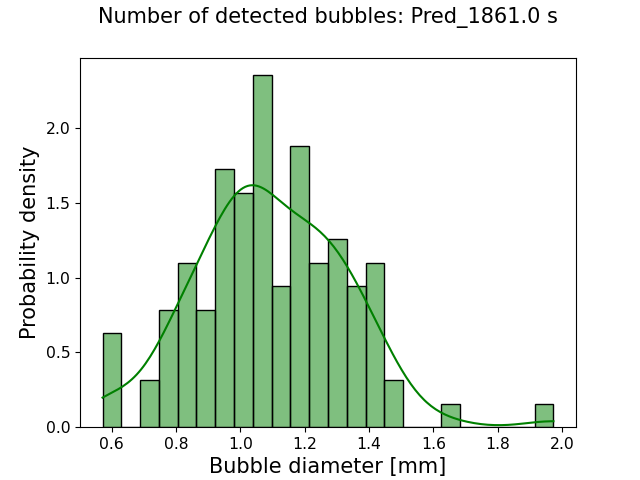 Number of detected bubbles: Pred_1861.0 s
Probability density
2.0
1.5
1.0
0.5
0.0
0.6 0.8 1.0 1.2 1.4 1.6 1.8 2.0
Bubble diameter [mm]